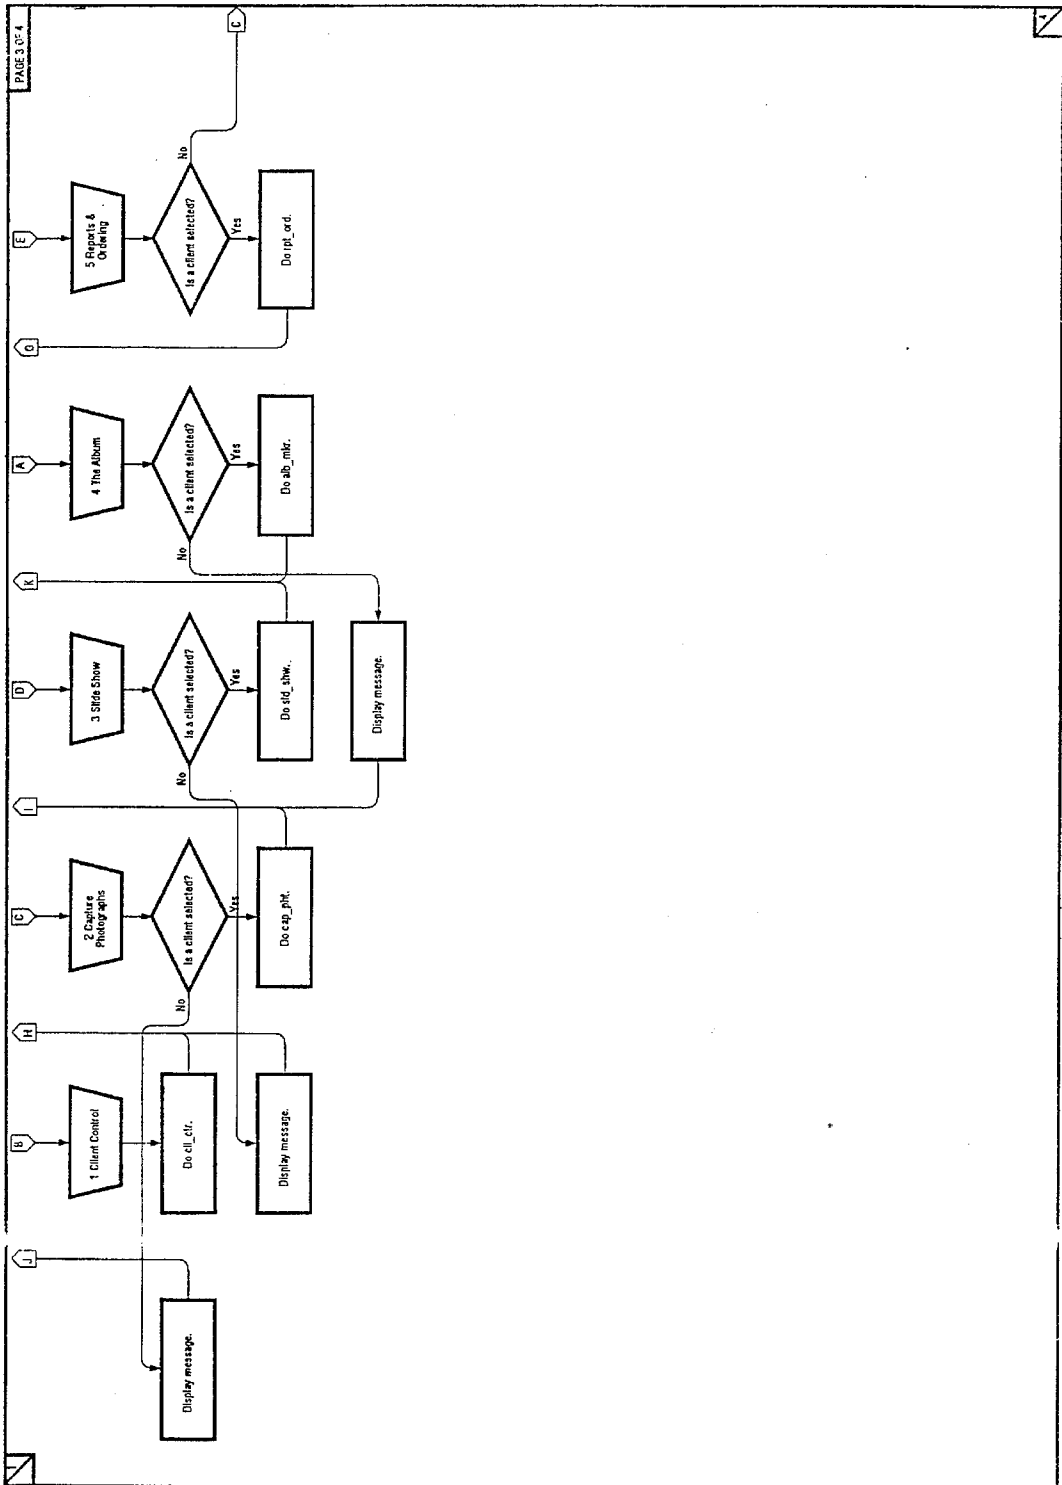 PAGE 3 OF 4
J
B
H
C
I
D
K
A
E
C
1 Client Control
2 Capture
Photographs
3 Slide Show
4 The Album
5 Reports &
Ordering
Is a client selected?
Is a client selected?
Is a client selected?
Is a client selected?
No
No
No
No
Yes
Yes
Yes
Yes
Display message.
Do cli_ctr.
Display message.
Do cap_pht.
Do sld_shw.
Display message.
Do alb_mkr.
Do rpt_ord.
4